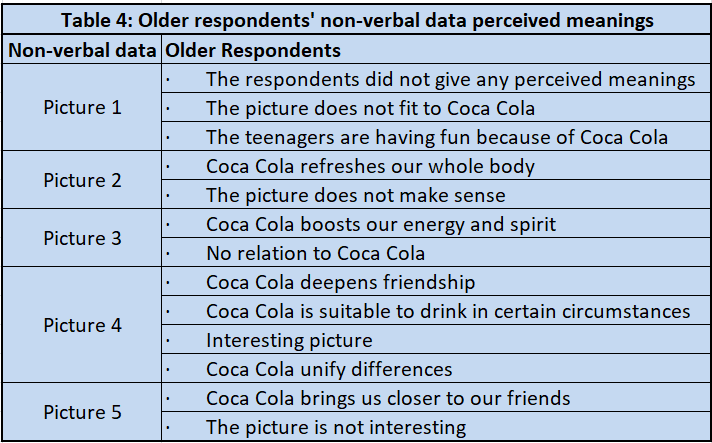 Table 4: Older respondents' non-verbal data perceived meanings
Non-verbal data Older Respondents
Picture 1
· The respondents did not give any perceived meanings
· The picture does not fit to Coca Cola
· The teenagers are having fun because of Coca Cola
Picture 2
· Coca Cola refreshes our whole body
· The picture does not make sense
Picture 3
· Coca Cola boosts our energy and spirit
· No relation to Coca Cola
Picture 4
· Coca Cola deepens friendship
· Coca Cola is suitable to drink in certain circumstances
· Interesting picture
· Coca Cola unify differences
Picture 5
· Coca Cola brings us closer to our friends
· The picture is not interesting